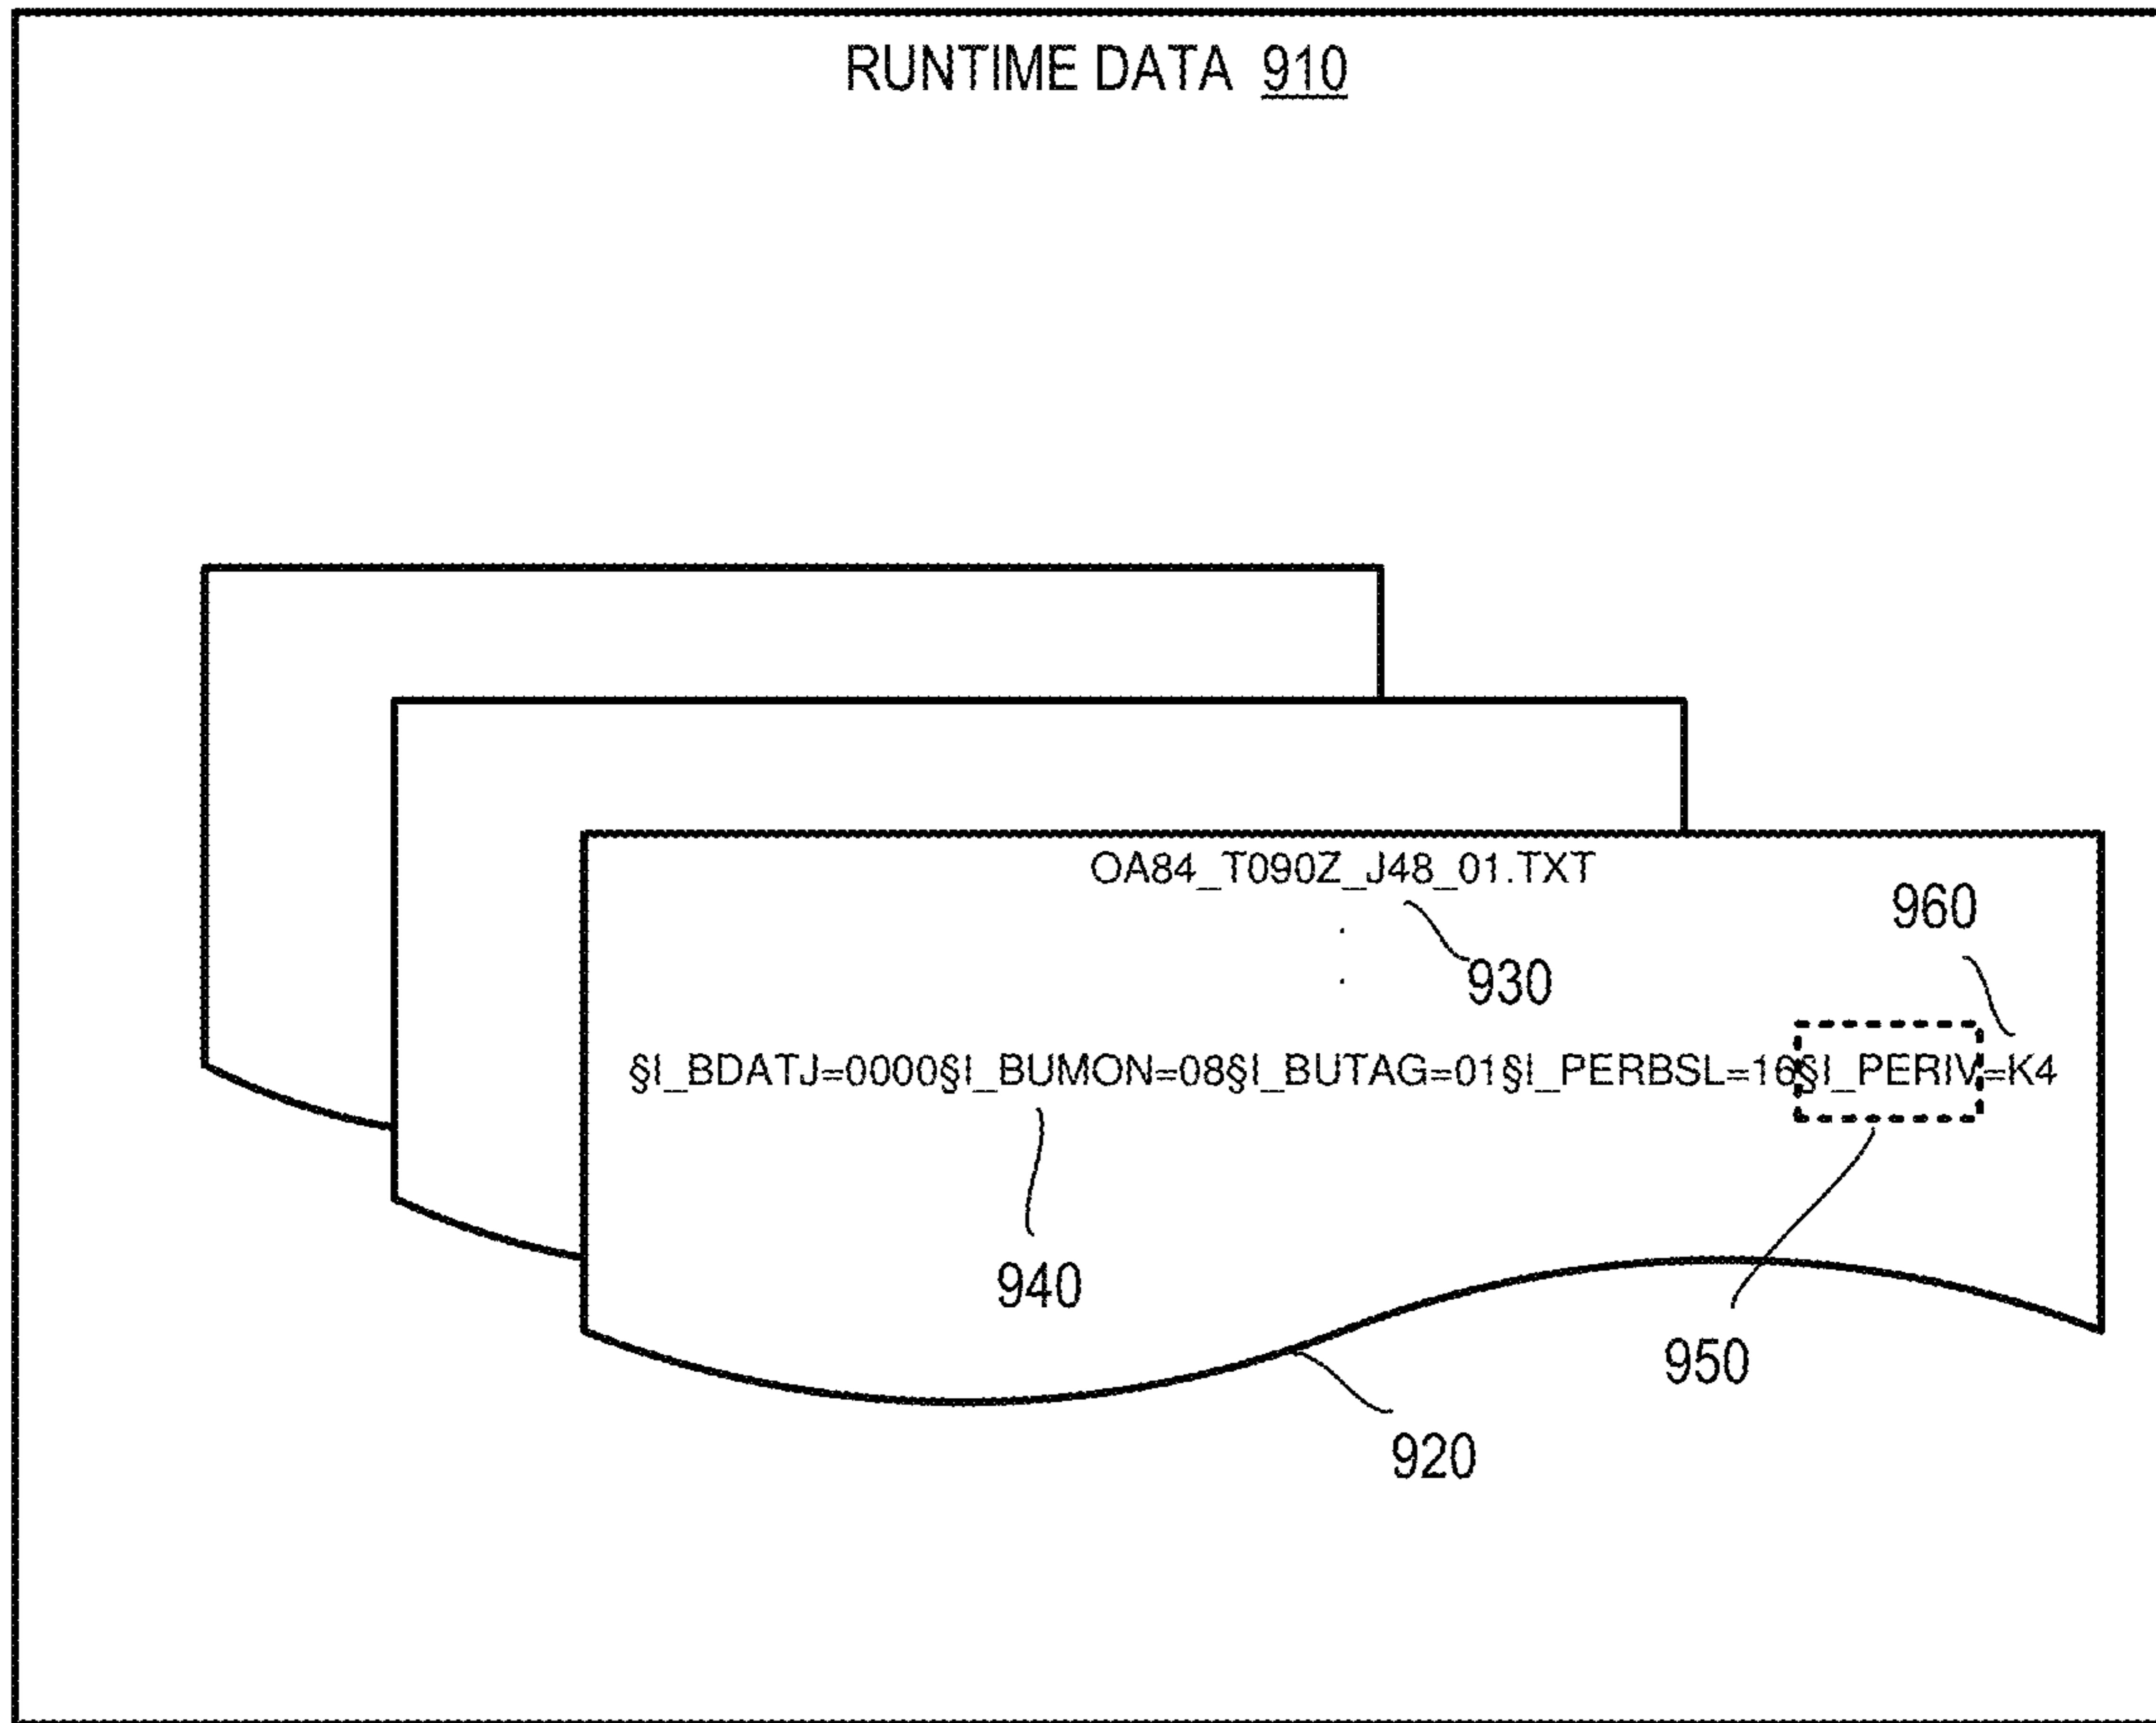 RUNTIME DATA 910
OA84_T090Z_J48_01.TXT
960
930
§I_BDATJ=0000§I_BUMON=08§I_BUTAG=01§I_PERBSL=16§I_PERIV=K4
940
950
920